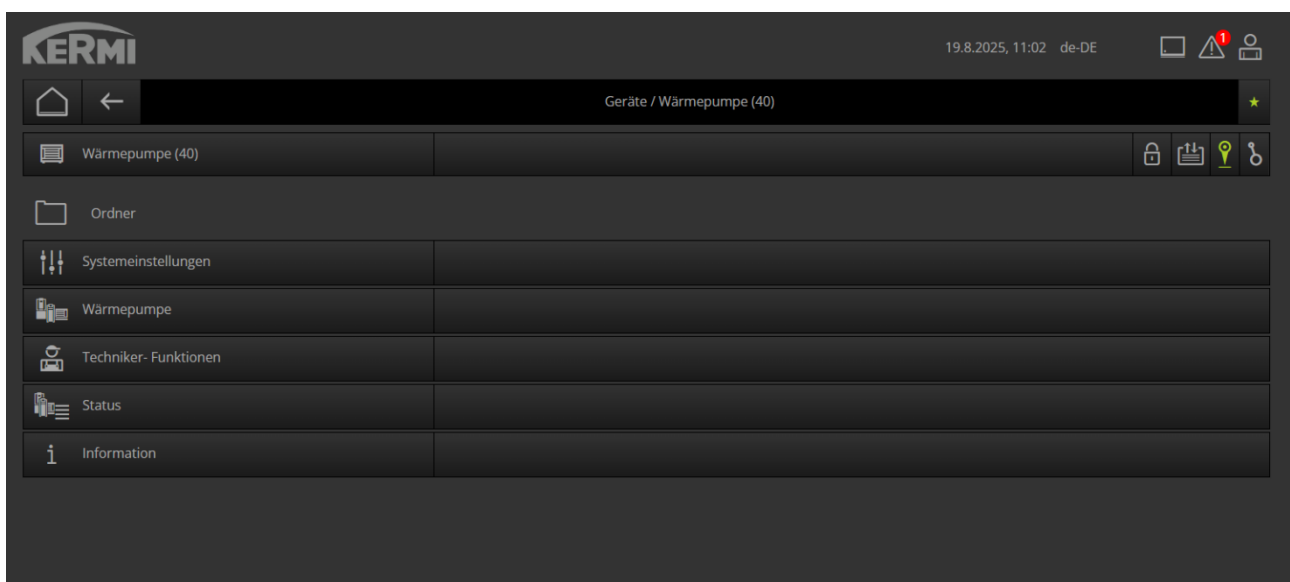 KERMI
19.8.2025, 11:02 de-DE
1
Geräte / Wärmepumpe (40)
Wärmepumpe (40)
Ordner
Systemeinstellungen
Wärmepumpe
Techniker- Funktionen
Status
Information